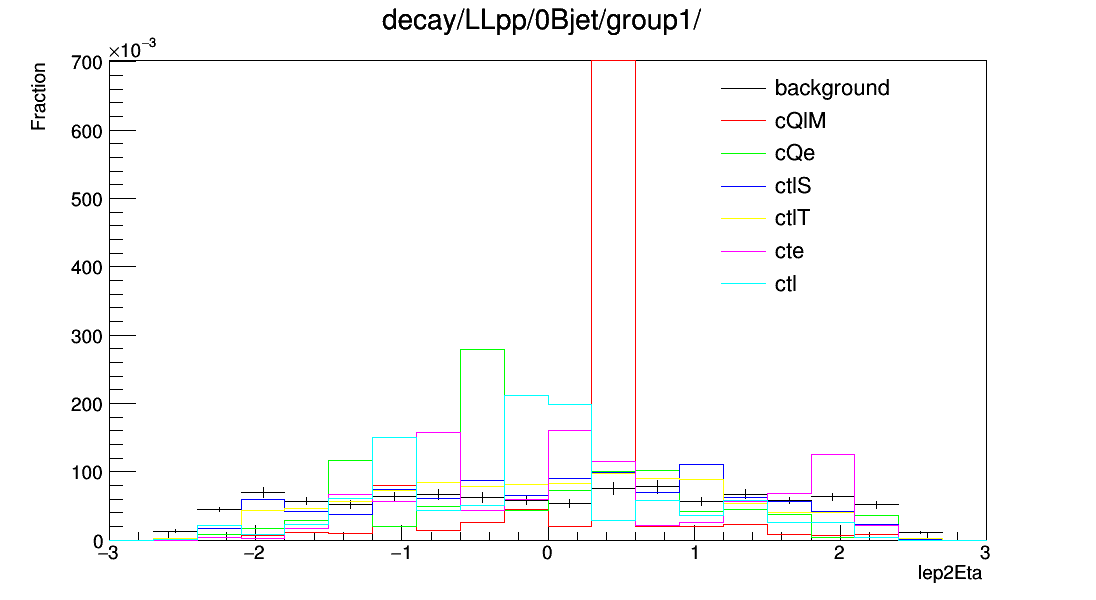 decay/LLpp/0Bjet/group1/
×10⁻³
Fraction
700
600
500
400
300
200
100
0
background
cQlM
cQe
ctlS
ctlT
cte
ctl
−3 −2 −1 0 1 2 3
lep2Eta